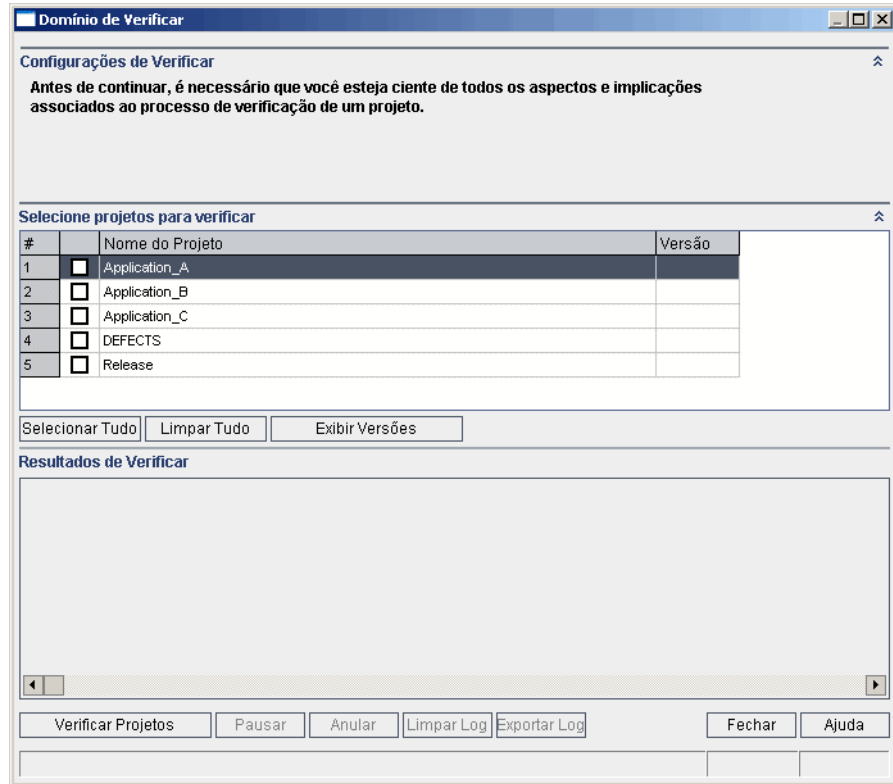 Domínio de Verificar
Configurações de Verificar
Antes de continuar, é necessário que você esteja ciente de todos os aspectos e implicações
associados ao processo de verificação de um projeto.
Selecione projetos para verificar
# Nome do Projeto Versão
1 Application_A
2 Application_B
3 Application_C
4 DEFECTS
5 Release
Selecionar Tudo Limpar Tudo Exibir Versões
Resultados de Verificar
Verificar Projetos Pausar Anular Limpar Log Exportar Log Fechar Ajuda